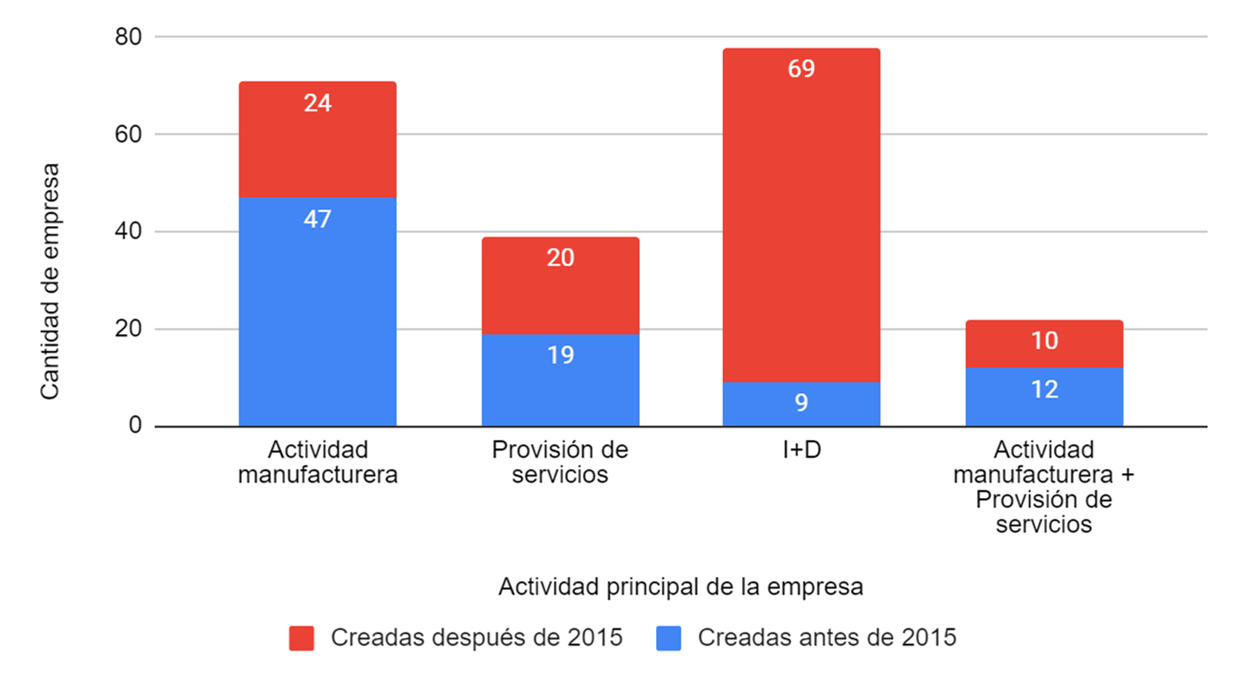 80
60
40
20
0
Cantidad de empresa
24
47
20
19
69
9
10
12
Actividad
manufacturera
Provisión de
servicios
I+D
Actividad
manufacturera +
Provisión de
servicios
Actividad principal de la empresa
Creadas después de 2015
Creadas antes de 2015